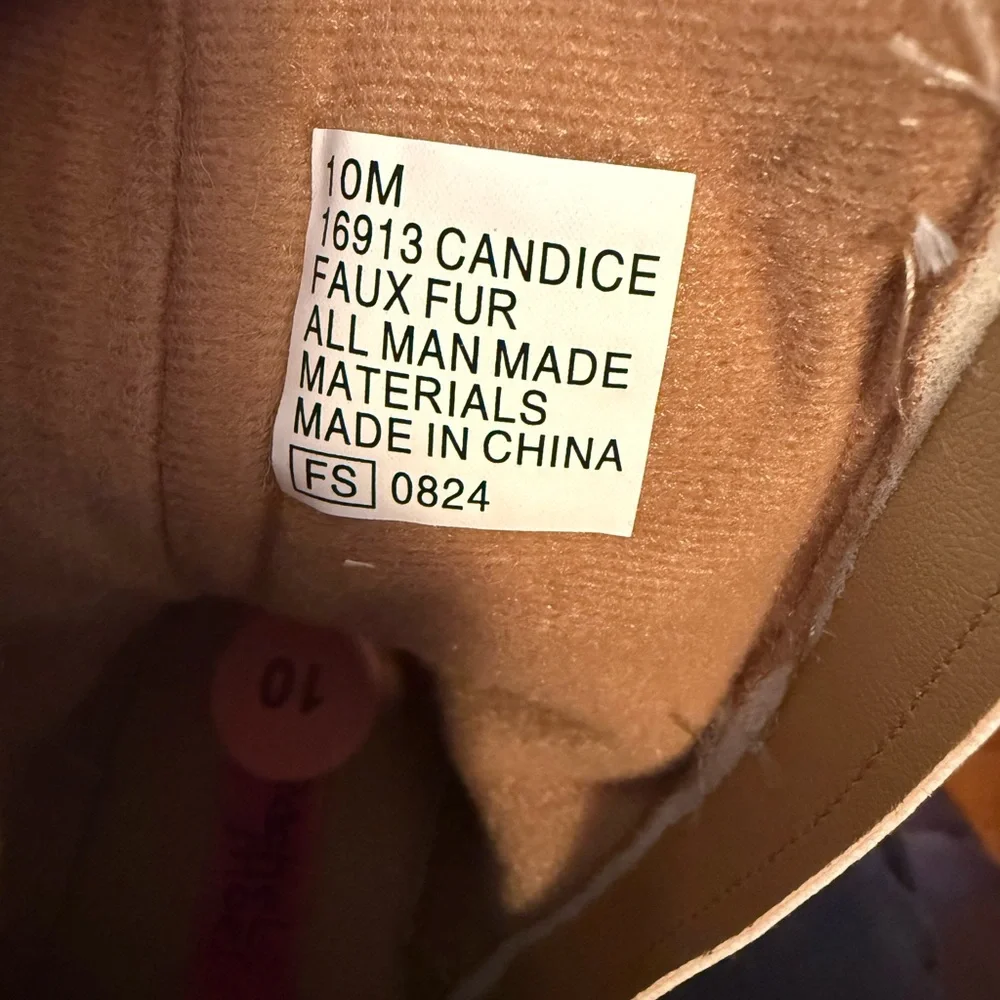 10M
16913 CANDICE
FAUX FUR
ALL MAN MADE
MATERIALS
MADE IN CHINA
FS 0824
10